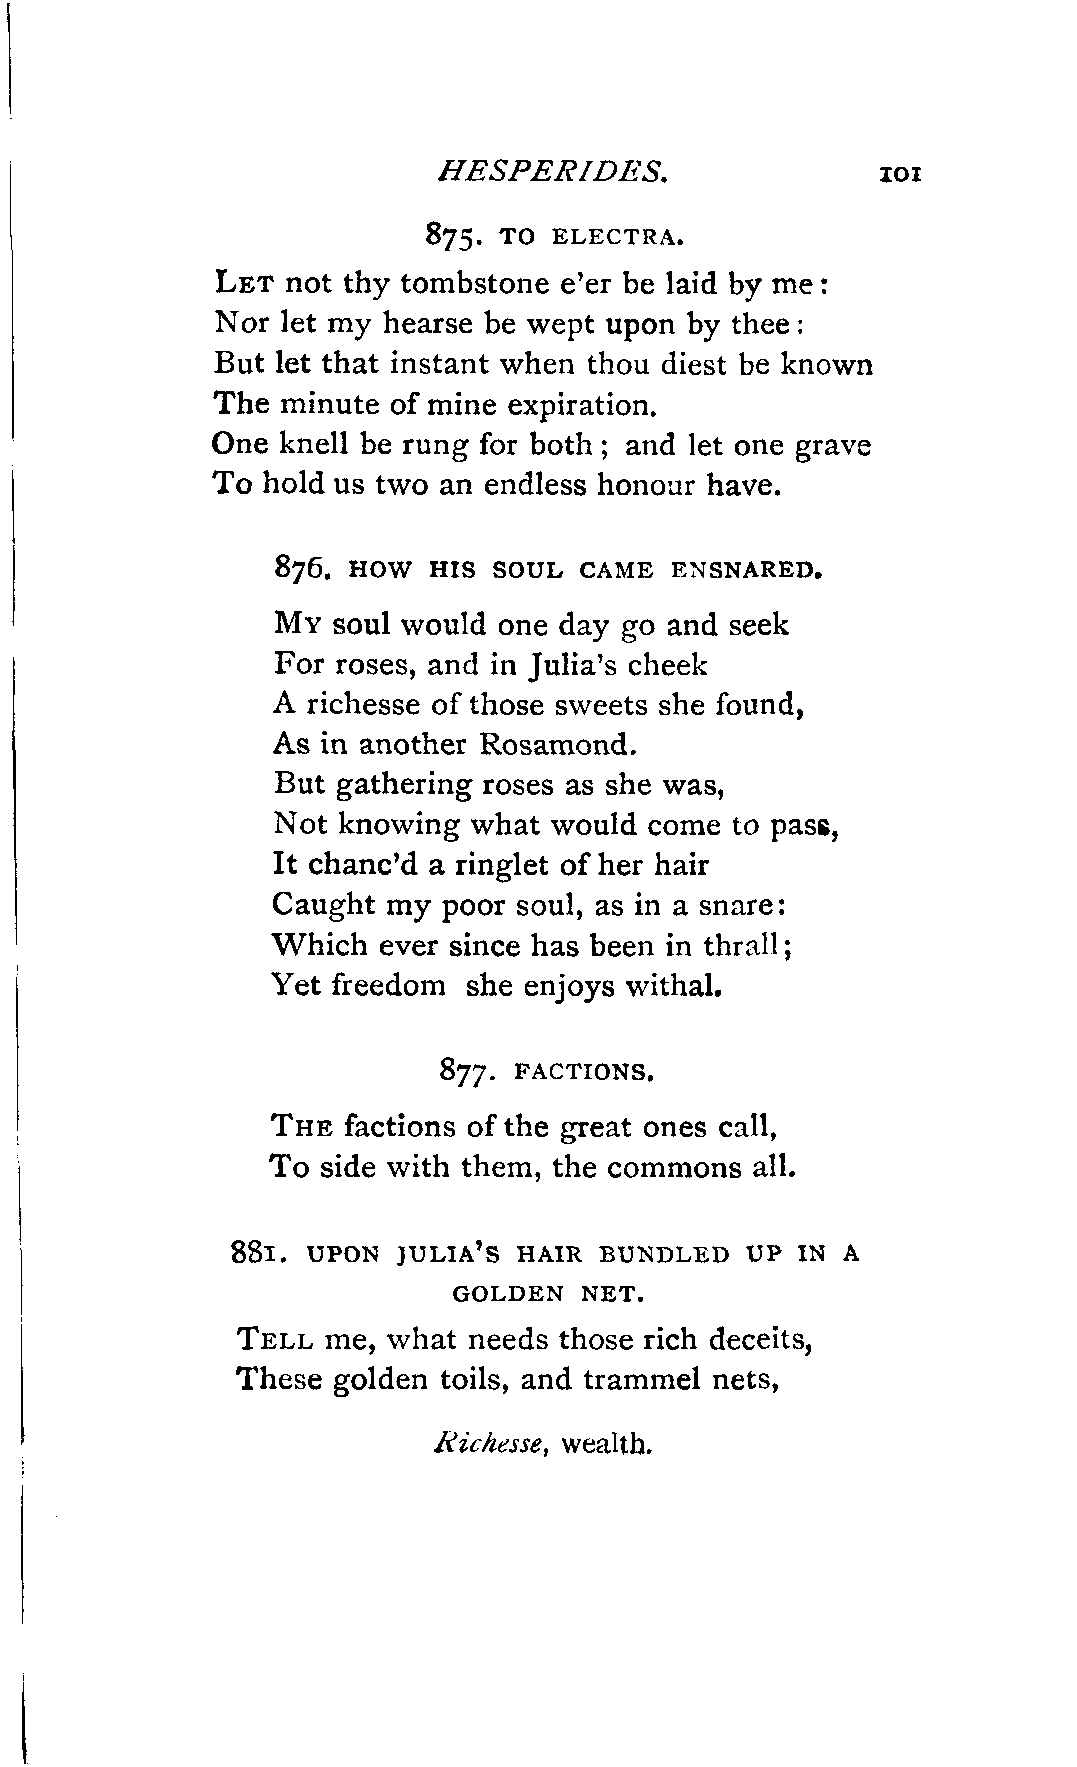 HESPERIDES. 101
875. TO ELECTRA.
LET not thy tombstone e'er be laid by me:
Nor let my hearse be wept upon by thee:
But let that instant when thou diest be known
The minute of mine expiration.
One knell be rung for both; and let one grave
To hold us two an endless honour have.
876. HOW HIS SOUL CAME ENSNARED.
MY soul would one day go and seek
For roses, and in Julia's cheek
A richesse of those sweets she found,
As in another Rosamond.
But gathering roses as she was,
Not knowing what would come to pass,
It chanc'd a ringlet of her hair
Caught my poor soul, as in a snare:
Which ever since has been in thrall;
Yet freedom she enjoys withal.
877. FACTIONS.
THE factions of the great ones call,
To side with them, the commons all.
881. UPON JULIA'S HAIR BUNDLED UP IN A
GOLDEN NET.
TELL me, what needs those rich deceits,
These golden toils, and trammel nets,
Richesse, wealth.